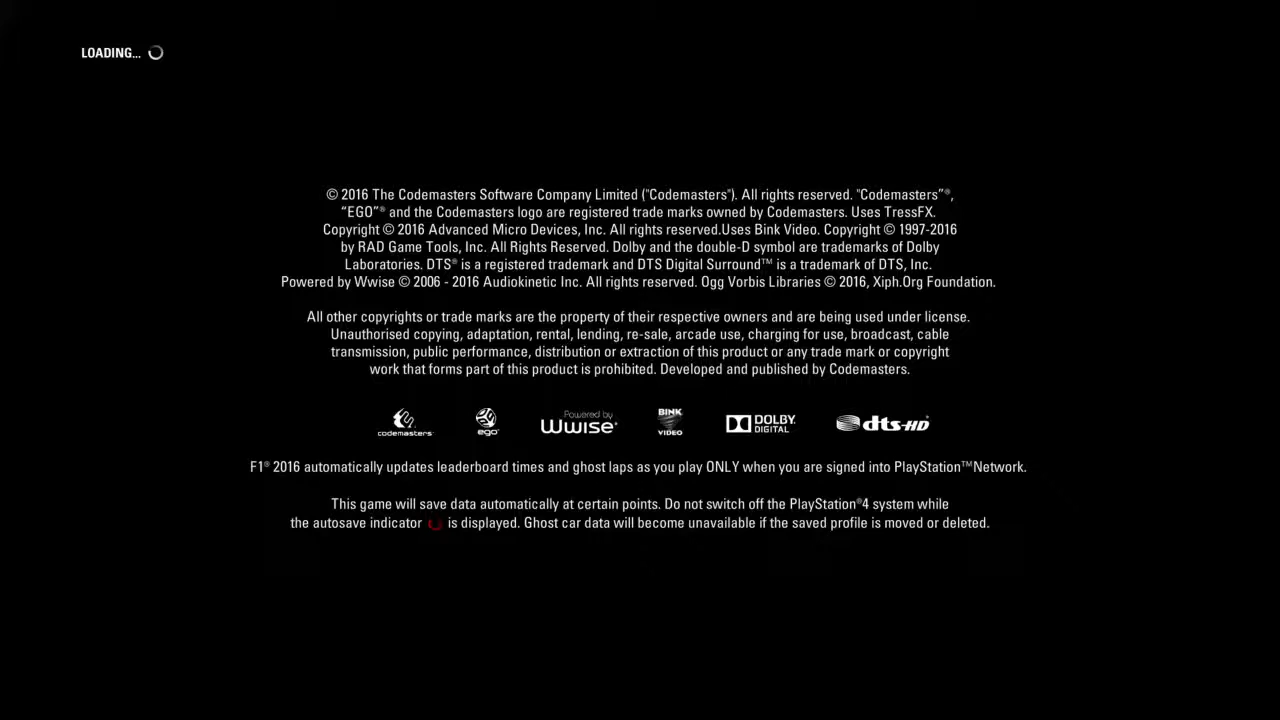 LOADING...
© 2016 The Codemasters Software Company Limited ("Codemasters"). All rights reserved. "Codemasters”®,
“EGO”® and the Codemasters logo are registered trade marks owned by Codemasters. Uses TressFX.
Copyright © 2016 Advanced Micro Devices, Inc. All rights reserved.Uses Bink Video. Copyright © 1997-2016
by RAD Game Tools, Inc. All Rights Reserved. Dolby and the double-D symbol are trademarks of Dolby
Laboratories. DTS® is a registered trademark and DTS Digital Surround™ is a trademark of DTS, Inc.
Powered by Wwise © 2006 - 2016 Audiokinetic Inc. All rights reserved. Ogg Vorbis Libraries © 2016, Xiph.Org Foundation.
All other copyrights or trade marks are the property of their respective owners and are being used under license.
Unauthorised copying, adaptation, rental, lending, re-sale, arcade use, charging for use, broadcast, cable
transmission, public performance, distribution or extraction of this product or any trade mark or copyright
work that forms part of this product is prohibited. Developed and published by Codemasters.
codemasters ego Powered by Wwise® BINK VIDEO DOLBY DIGITAL dts-HD
F1® 2016 automatically updates leaderboard times and ghost laps as you play ONLY when you are signed into PlayStation™Network.
This game will save data automatically at certain points. Do not switch off the PlayStation®4 system while
the autosave indicator is displayed. Ghost car data will become unavailable if the saved profile is moved or deleted.